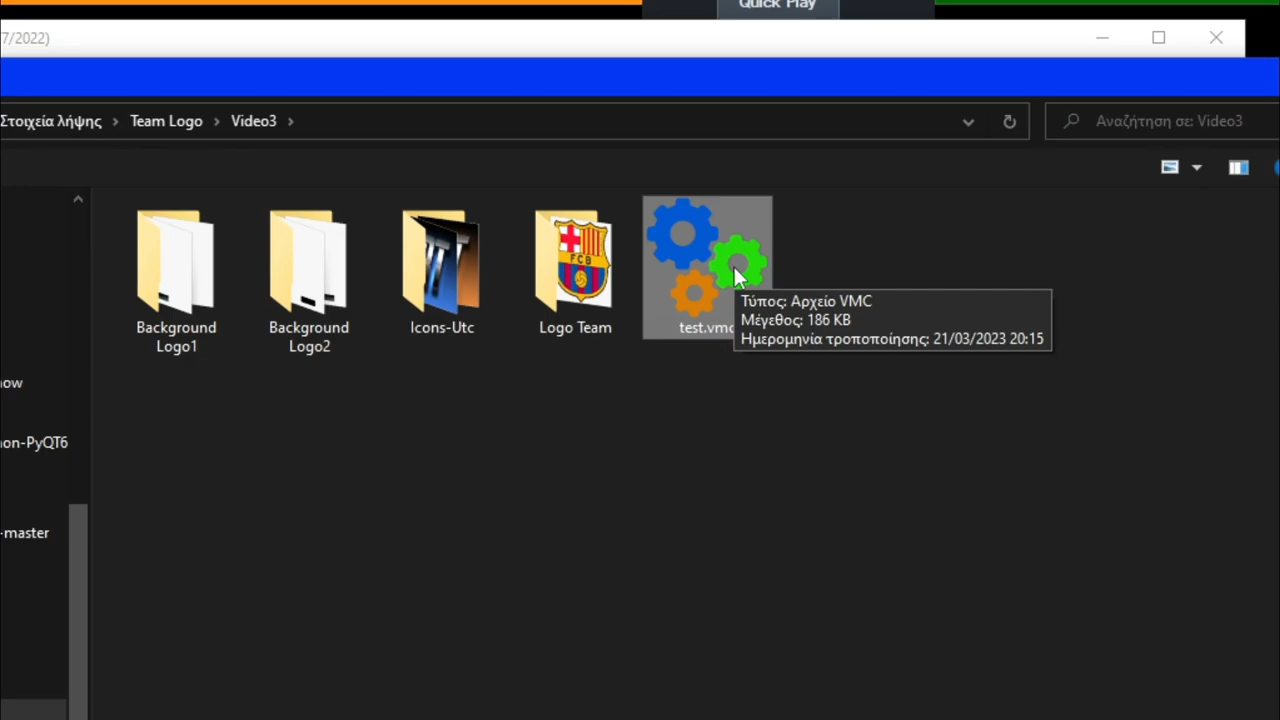 Quick Play
7/2022)
Στοιχεία λήψης > Team Logo > Video3 >
Αναζήτηση σε: Video3
Background Logo1
Background Logo2
Icons-Utc
FCB
Logo Team
test.vmc
Τύπος: Αρχείο VMC
Μέγεθος: 186 KB
Ημερομηνία τροποποίησης: 21/03/2023 20:15
now
non-PyQT6
-master